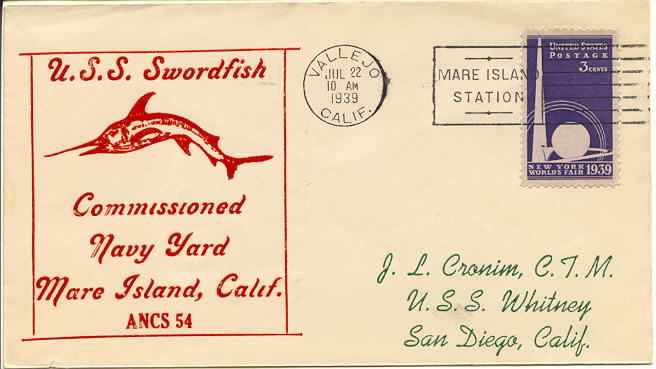 U.S.S. Swordfish
Commissioned
Navy Yard
Mare Island, Calif.
ANCS 54
VALLEJO
JUL 22
10 AM
1939
CALIF.
MARE ISLAND
STATION
UNITED STATES
POSTAGE
3 CENTS
NEW YORK
WORLD'S FAIR 1939
J. L. Cronim, C.T.M.
U.S.S. Whitney
San Diego, Calif.